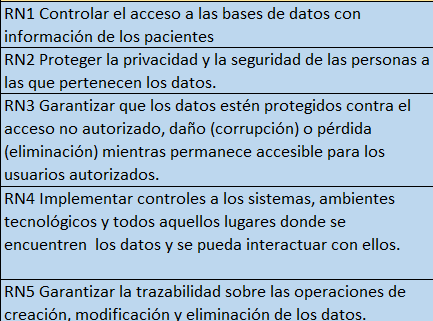 RN1 Controlar el acceso a las bases de datos con
información de los pacientes
RN2 Proteger la privacidad y la seguridad de las personas a
las que pertenecen los datos.
RN3 Garantizar que los datos estén protegidos contra el
acceso no autorizado, daño (corrupción) o pérdida
(eliminación) mientras permanece accesible para los
usuarios autorizados.
RN4 Implementar controles a los sistemas, ambientes
tecnológicos y todos aquellos lugares donde se
encuentren  los datos y se pueda interactuar con ellos.
RN5 Garantizar la trazabilidad sobre las operaciones de
creación, modificación y eliminación de los datos.